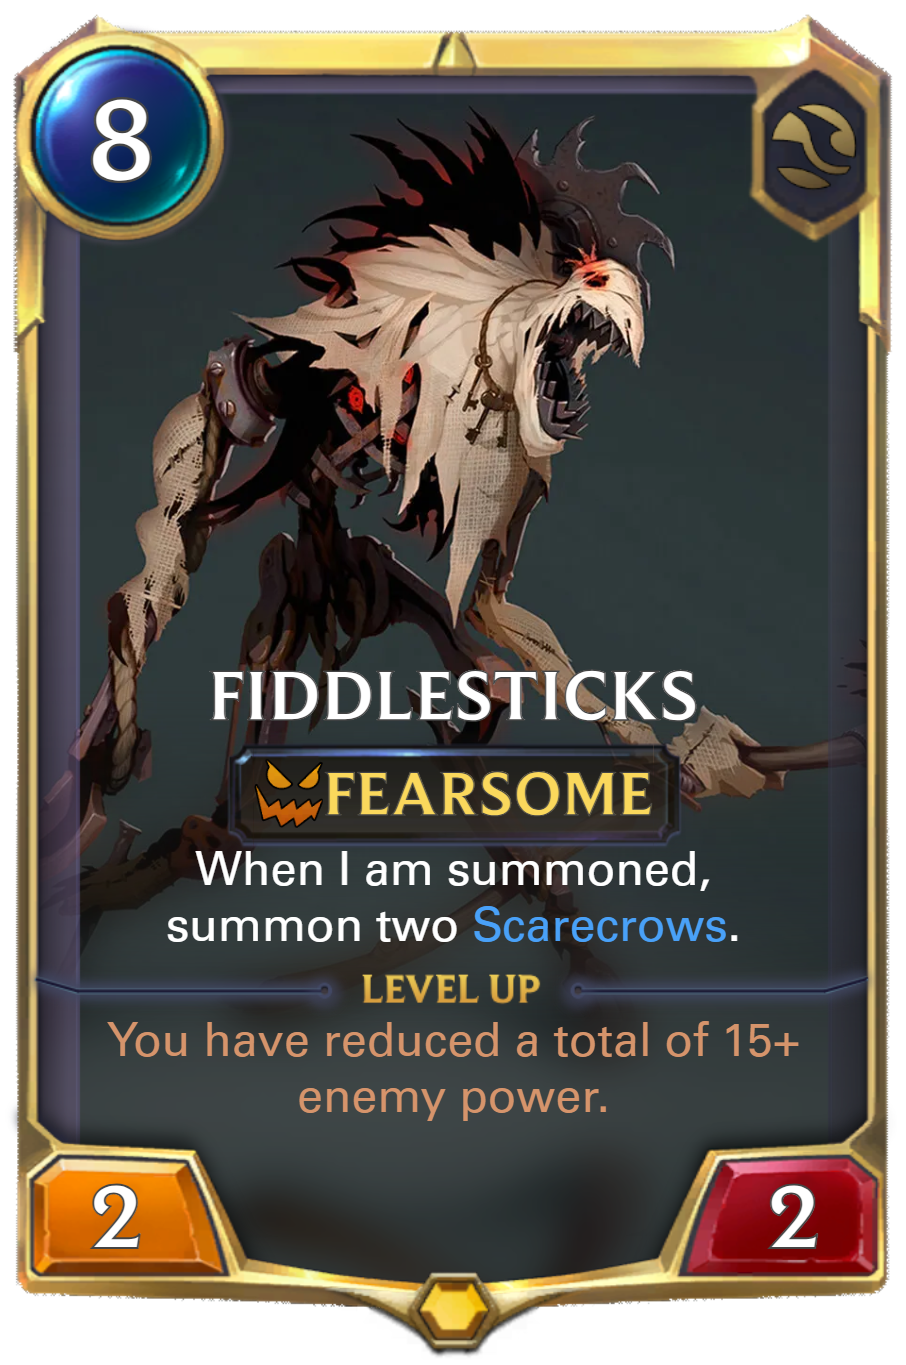 8
FIDDLESTICKS
FEARSOME
When I am summoned,
summon two Scarecrows.
LEVEL UP
You have reduced a total of 15+
enemy power.
2
2